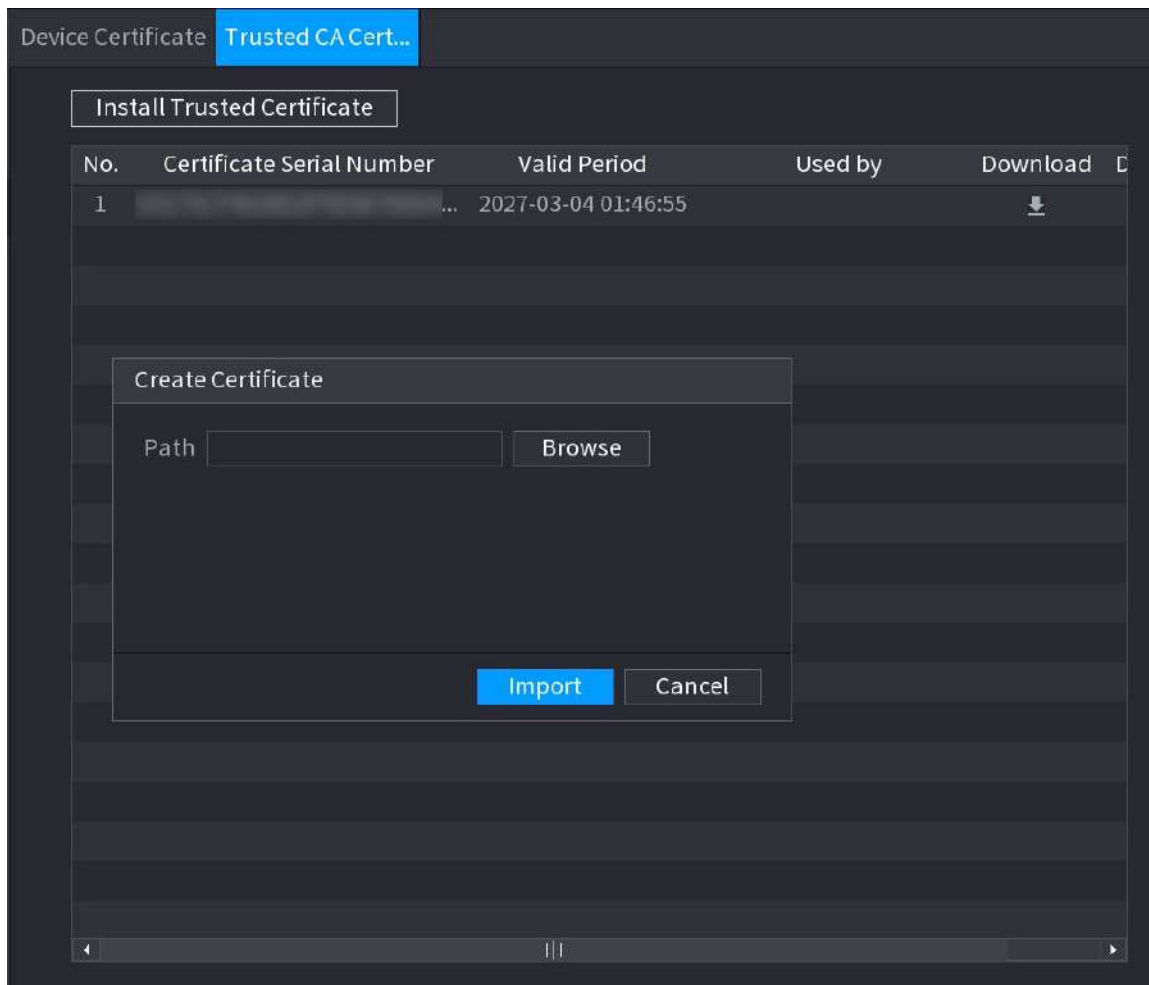 Device Certificate Trusted CA Cert...
Install Trusted Certificate
No. Certificate Serial Number Valid Period Used by Download D
1 ... 2027-03-04 01:46:55
Create Certificate
Path Browse
Import Cancel